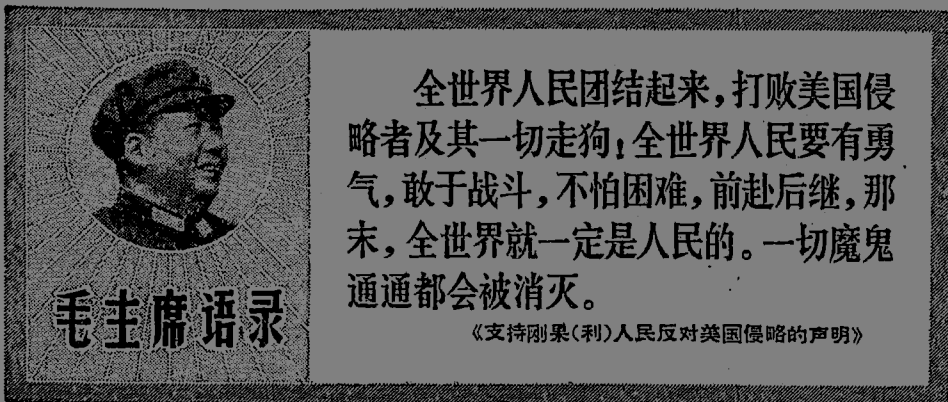 毛主席语录
全世界人民团结起来，打败美国侵
略者及其一切走狗！全世界人民要有勇
气，敢于战斗，不怕困难，前赴后继，那
末，全世界就一定是人民的。一切魔鬼
通通都会被消灭。
《支持刚果（利）人民反对美国侵略的声明》